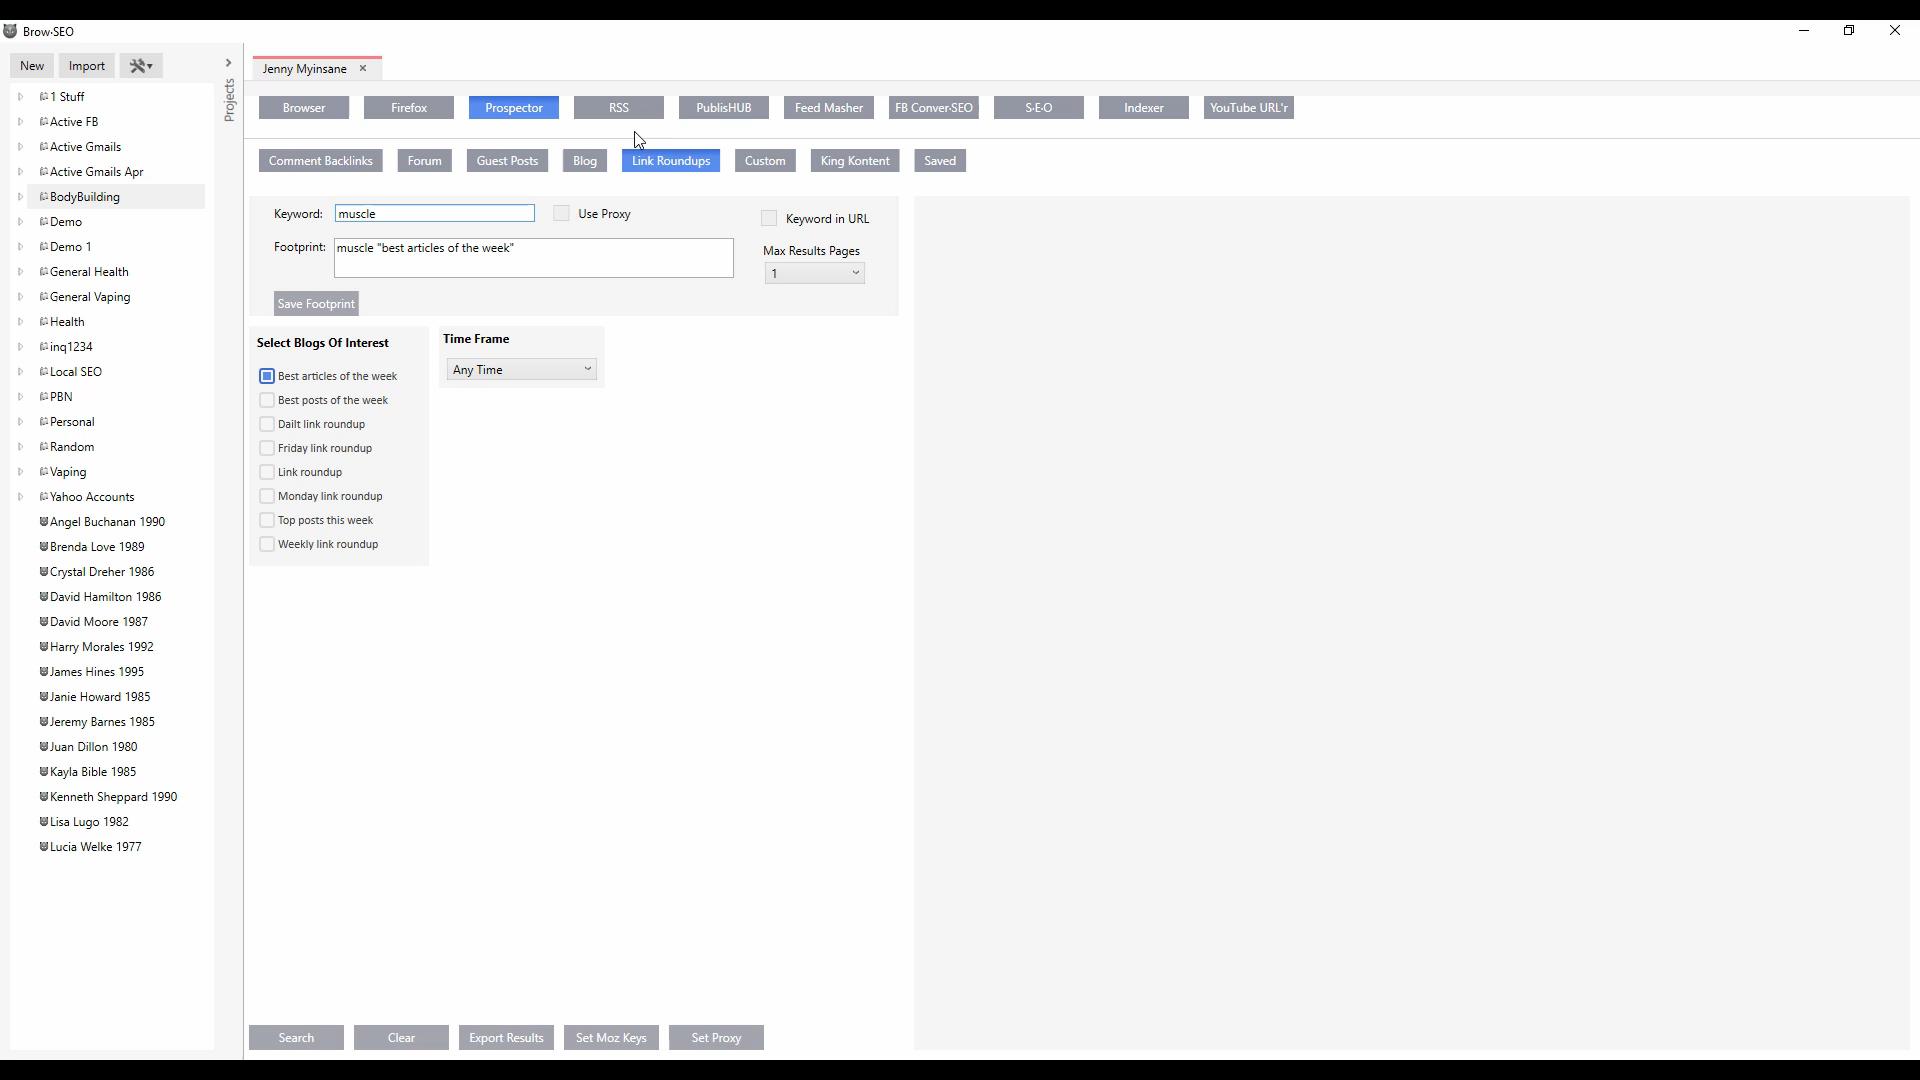 Brow-SEO
New Import
Projects
Jenny Myinsane
Browser Firefox Prospector RSS PublisHUB Feed Masher FB Conver-SEO S-E-O Indexer YouTube URL'r
Comment Backlinks Forum Guest Posts Blog Link Roundups Custom King Kontent Saved
1 Stuff
Active FB
Active Gmails
Active Gmails Apr
BodyBuilding
Demo
Demo 1
General Health
General Vaping
Health
inq1234
Local SEO
PBN
Personal
Random
Vaping
Yahoo Accounts
Angel Buchanan 1990
Brenda Love 1989
Crystal Dreher 1986
David Hamilton 1986
David Moore 1987
Harry Morales 1992
James Hines 1995
Janie Howard 1985
Jeremy Barnes 1985
Juan Dillon 1980
Kayla Bible 1985
Kenneth Sheppard 1990
Lisa Lugo 1982
Lucia Welke 1977
Keyword: muscle Use Proxy Keyword in URL
Footprint: muscle "best articles of the week" Max Results Pages
1
Save Footprint
Select Blogs Of Interest
Best articles of the week
Best posts of the week
Dailt link roundup
Friday link roundup
Link roundup
Monday link roundup
Top posts this week
Weekly link roundup
Time Frame
Any Time
Search Clear Export Results Set Moz Keys Set Proxy